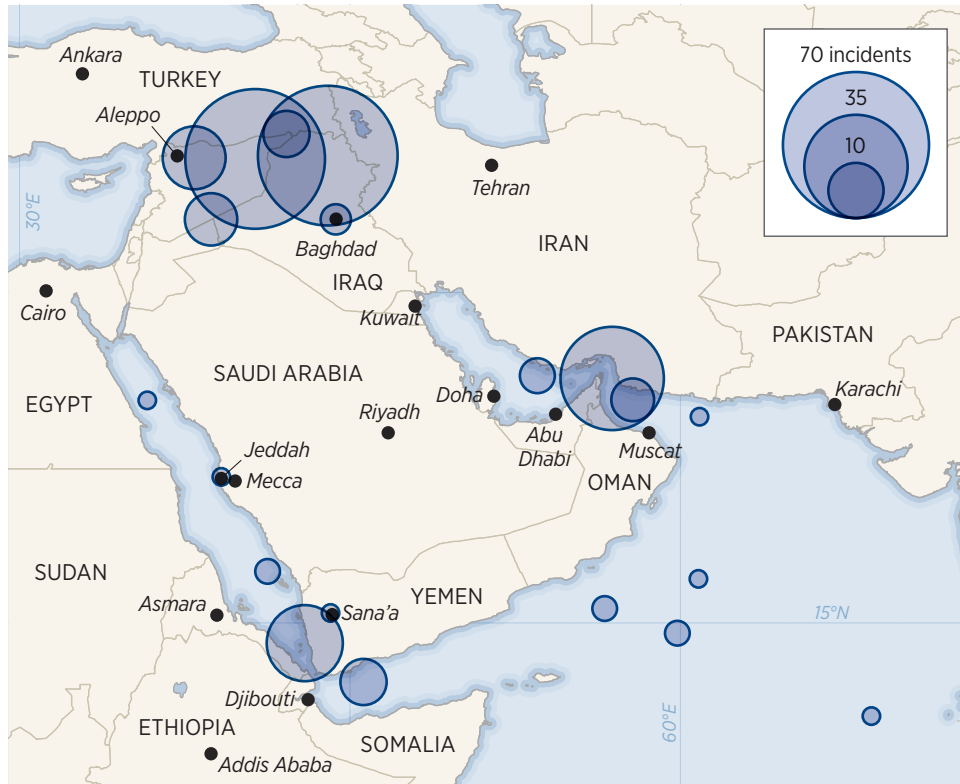 Ankara
TURKEY
Aleppo
70 incidents
35
10
30°E
Tehran
Baghdad
IRAN
IRAQ
Cairo
Kuwait
PAKISTAN
SAUDI ARABIA
EGYPT
Doha
Karachi
Riyadh
Abu
Dhabi
Muscat
Jeddah
Mecca
OMAN
SUDAN
YEMEN
Asmara
Sana’a
15°N
Djibouti
60°E
ETHIOPIA
SOMALIA
Addis Ababa